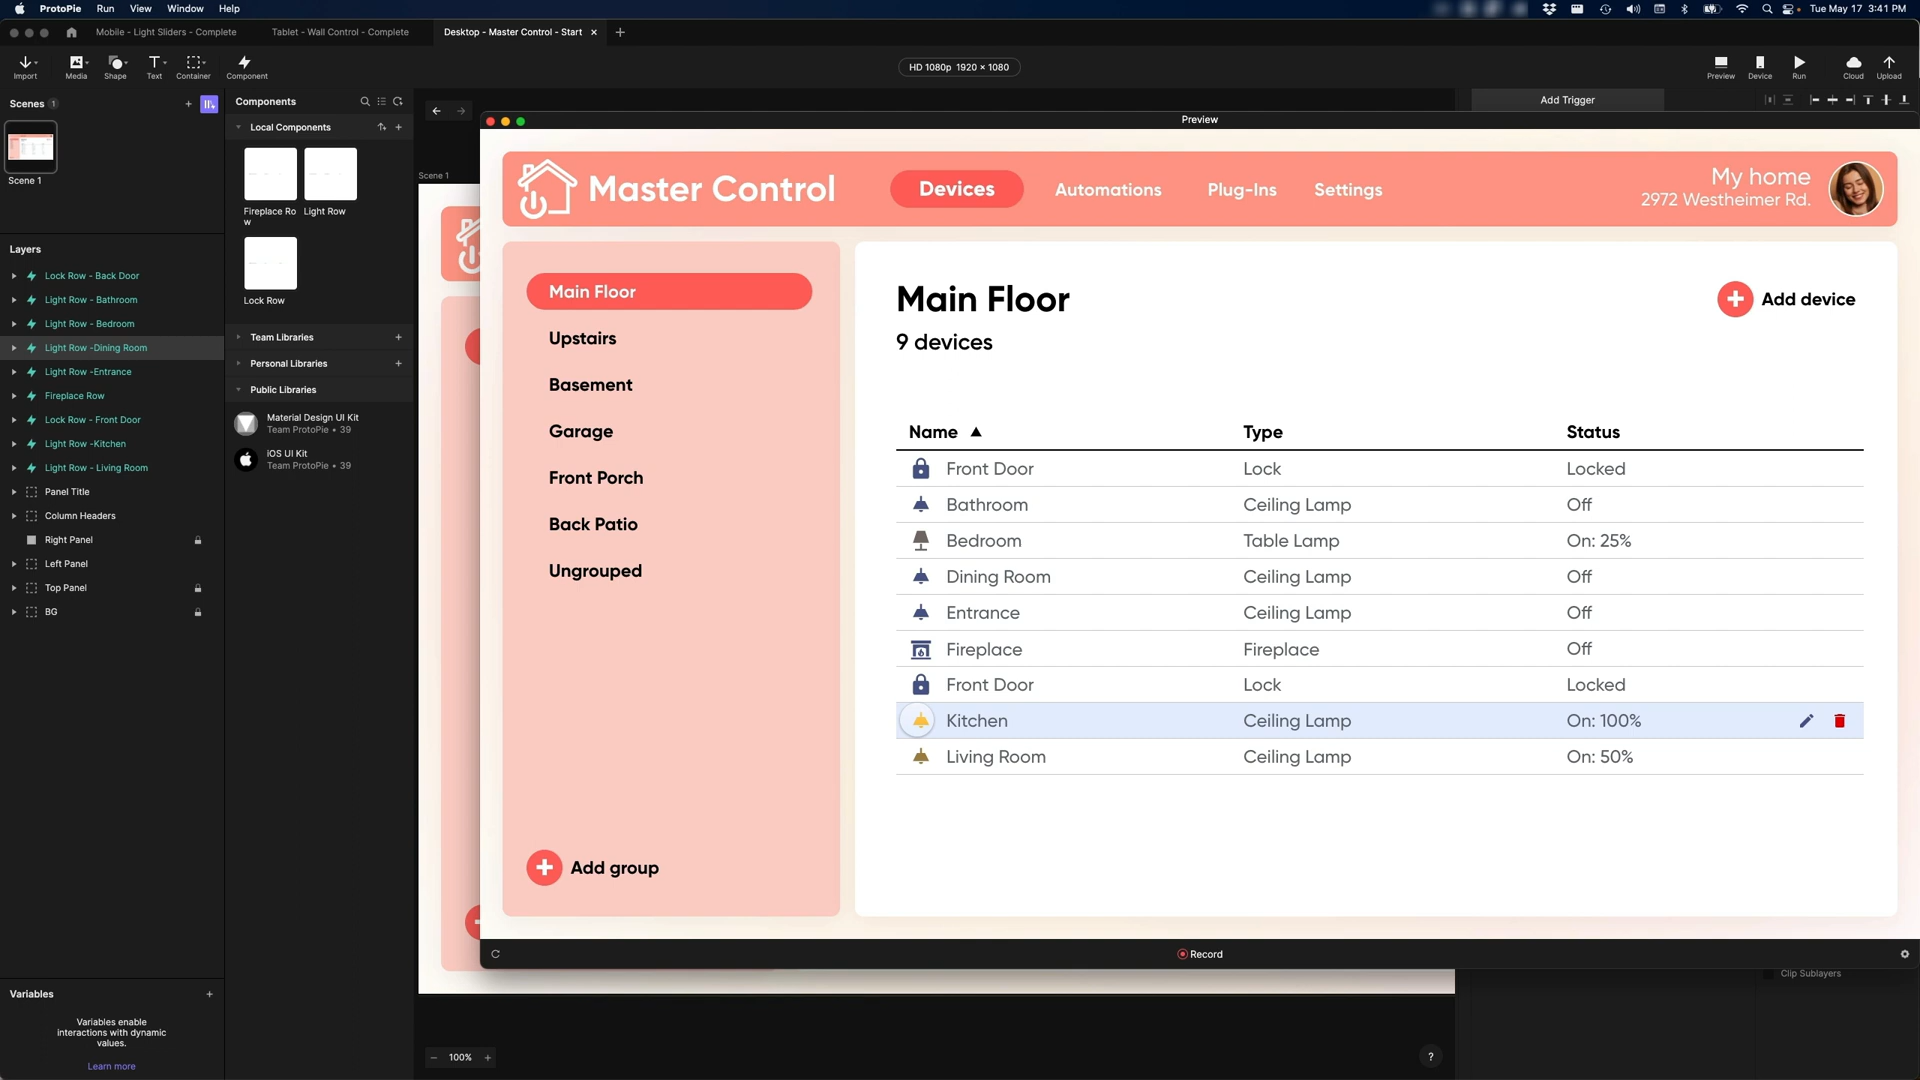 ProtoPie Run View Window Help
Tue May 17 3:41 PM
Mobile - Light Sliders - Complete
Tablet - Wall Control - Complete
Desktop - Master Control - Start
Import
Media
Shape
Text
Container
Component
HD 1080p 1920 × 1080
Preview
Device
Run
Cloud
Upload
Scenes 1
Scene 1
Layers
Lock Row - Back Door
Light Row - Bathroom
Light Row - Bedroom
Light Row -Dining Room
Light Row -Entrance
Fireplace Row
Lock Row - Front Door
Light Row -Kitchen
Light Row - Living Room
Panel Title
Column Headers
Right Panel
Left Panel
Top Panel
BG
Variables
Variables enable
interactions with dynamic
values.
Learn more
Components
Local Components
Fireplace Ro
w
Light Row
Lock Row
Team Libraries
Personal Libraries
Public Libraries
Material Design UI Kit
Team ProtoPie • 39
iOS UI Kit
Team ProtoPie • 39
Scene 1
100%
Add Trigger
Preview
Master Control
Devices
Automations
Plug-Ins
Settings
My home
2972 Westheimer Rd.
Main Floor
Upstairs
Basement
Garage
Front Porch
Back Patio
Ungrouped
Add group
Main Floor
9 devices
Add device
Name ▲ Type Status
Front Door Lock Locked
Bathroom Ceiling Lamp Off
Bedroom Table Lamp On: 25%
Dining Room Ceiling Lamp Off
Entrance Ceiling Lamp Off
Fireplace Fireplace Off
Front Door Lock Locked
Kitchen Ceiling Lamp On: 100%
Living Room Ceiling Lamp On: 50%
Record
Clip Sublayers
?